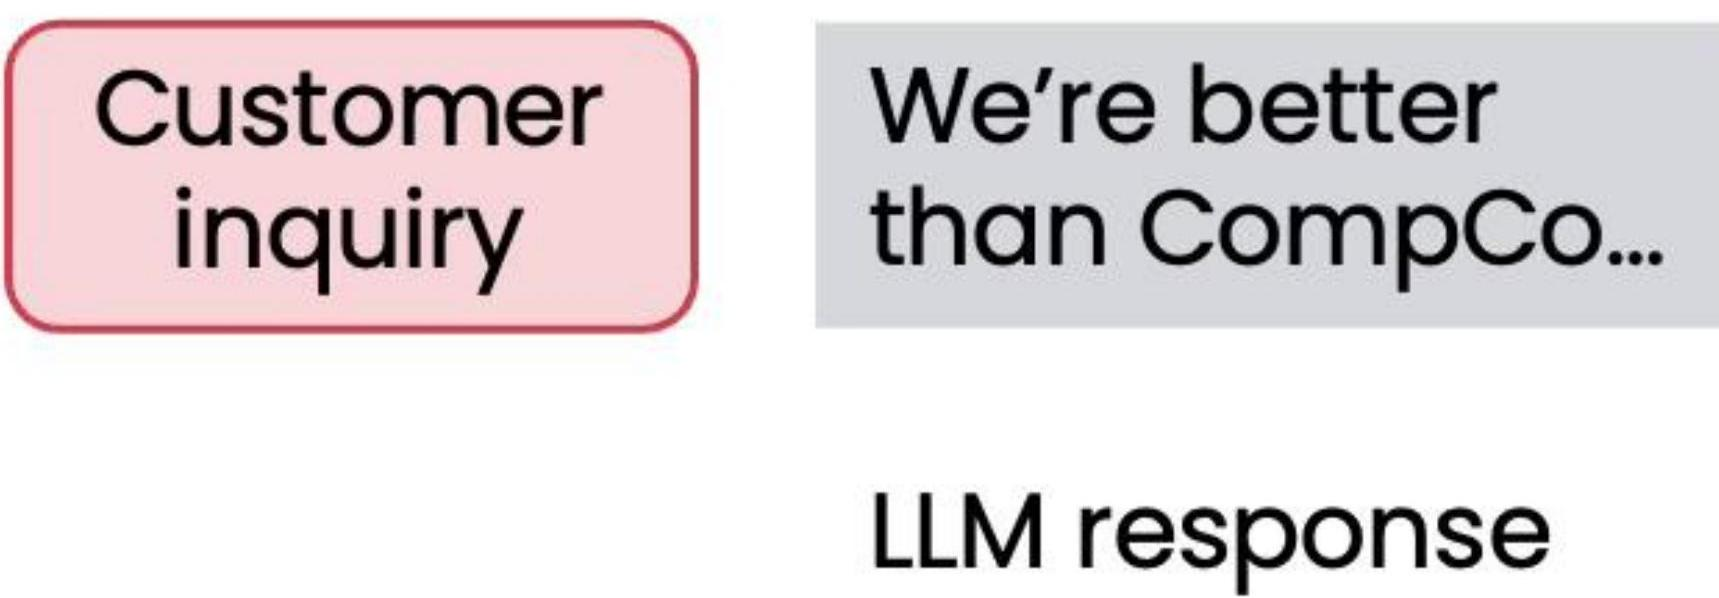 Customer
inquiry
We’re better
than CompCo...
LLM response